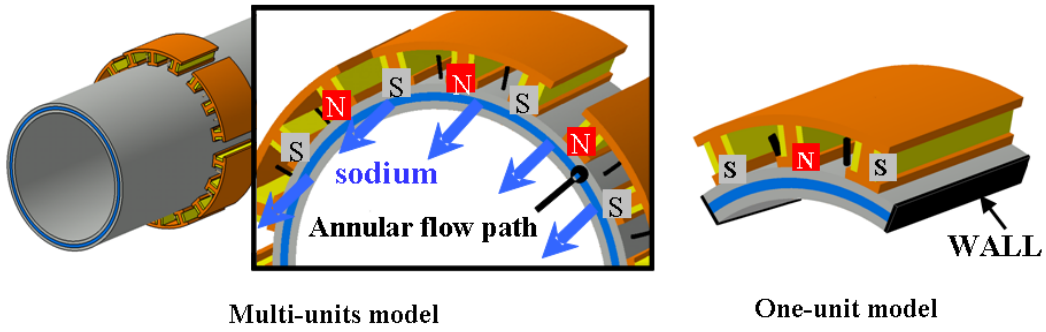 S
N
S
N
S
N
S
sodium
Annular flow path
Multi-units model
S
N
S
WALL
One-unit model